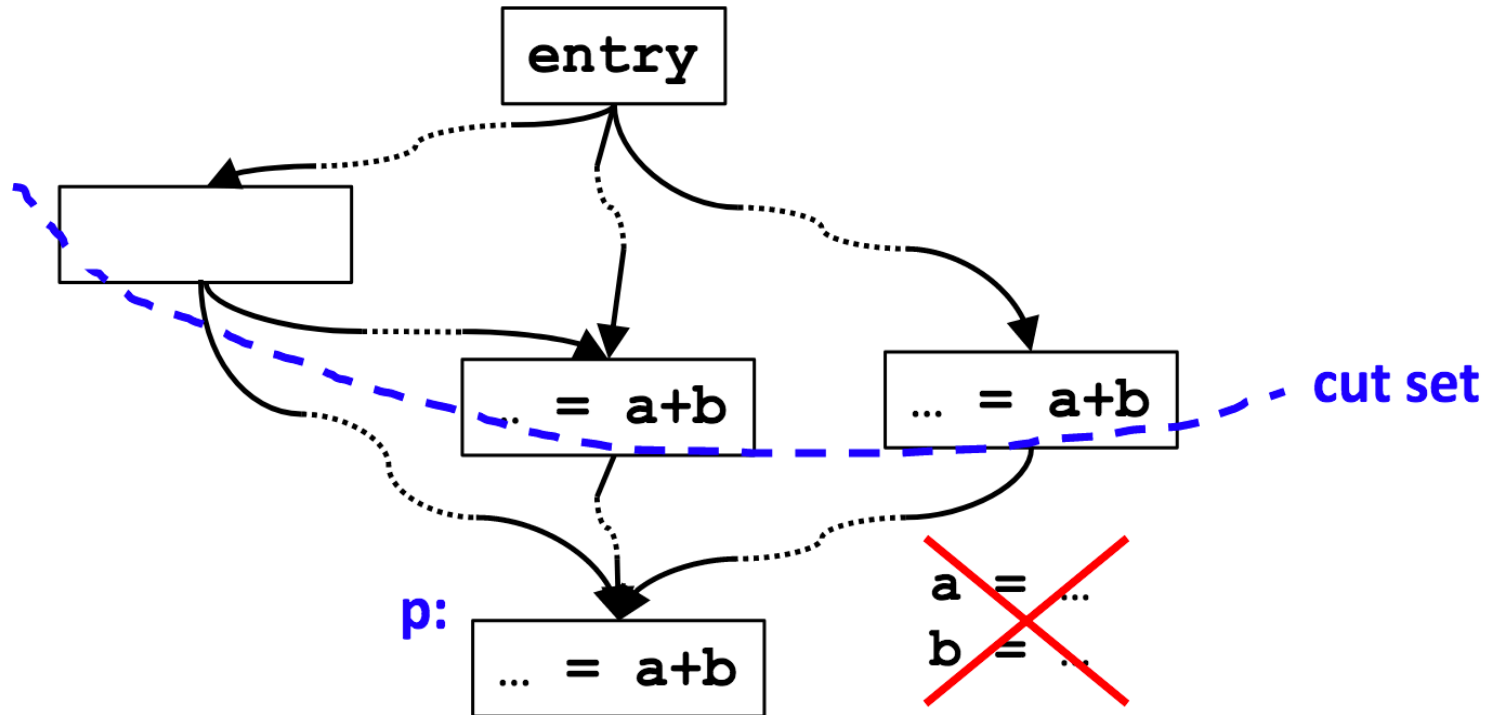 entry
… = a+b
… = a+b
cut set
a = …
b = …
p:
… = a+b